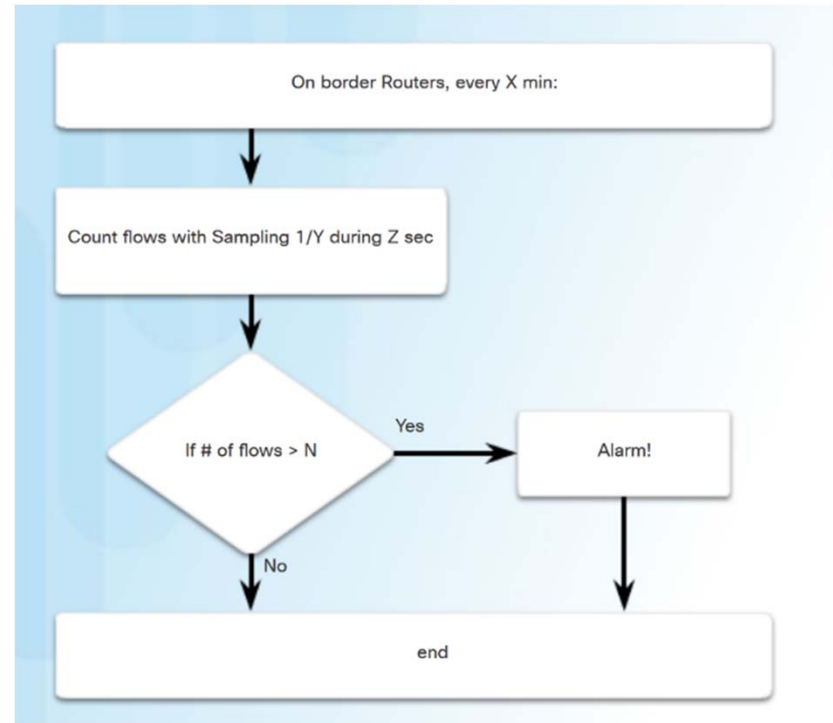 On border Routers, every X min:
Count flows with Sampling 1/Y during Z sec
If # of flows > N
Yes
Alarm!
No
end